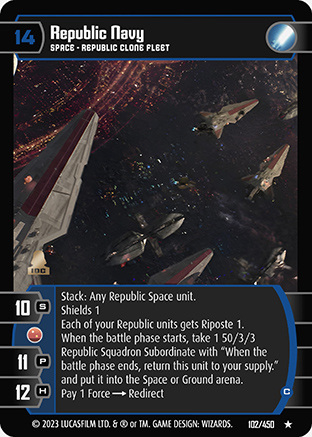 14
Republic Navy
SPACE • REPUBLIC CLONE FLEET
10 S
11 P
12 H
Stack: Any Republic Space unit.
Shields 1
Each of your Republic units gets Riposte 1.
When the battle phase starts, take 1 50/3/3
Republic Squadron Subordinate with "When the
battle phase ends, return this unit to your supply."
and put it into the Space or Ground arena.
Pay 1 Force → Redirect
C
© 2023 LUCASFILM LTD. & ® or TM. GAME DESIGN: WIZARDS.
102/450